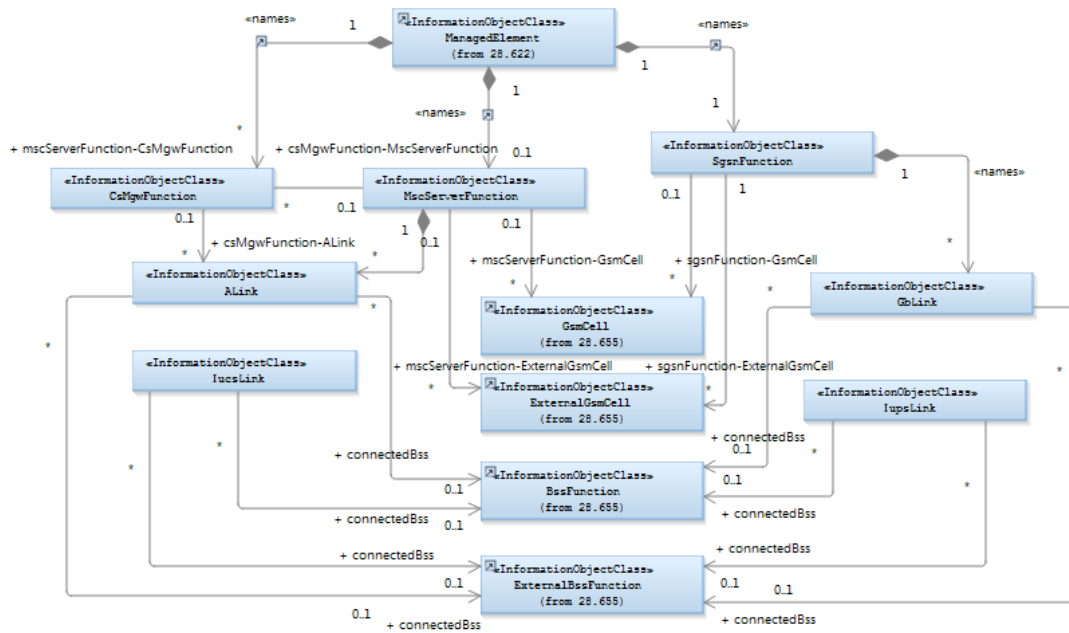 «names»
1
«InformationObjectClass»
ManagedElement
(from 28.622)
«names»
1
1
«names»
1
*
0..1
+ mscServerFunction-CsMgwFunction
+ csMgwFunction-MscServerFunction
«InformationObjectClass»
SgsnFunction
«InformationObjectClass»
CsMgwFunction
«InformationObjectClass»
MscServerFunction
1
«names»
0..1
1
*
0..1
0..1
0..1
1
0..1
*
+ csMgwFunction-ALink
*
*
+ mscServerFunction-GsmCell
+ sgsnFunction-GsmCell
«InformationObjectClass»
ALink
*
*
*
«InformationObjectClass»
GbLink
*
«InformationObjectClass»
GsmCell
(from 28.655)
*
«InformationObjectClass»
IucsLink
+ mscServerFunction-ExternalGsmCell
+ sgsnFunction-ExternalGsmCell
*
*
*
«InformationObjectClass»
ExternalGsmCell
(from 28.655)
«InformationObjectClass»
IupsLink
*
*
+ connectedBss
0..1
*
+ connectedBss
*
«InformationObjectClass»
BssFunction
(from 28.655)
0..1
0..1
*
+ connectedBss
0..1
+ connectedBss
+ connectedBss
+ connectedBss
«InformationObjectClass»
ExternalBssFunction
(from 28.655)
0..1
0..1
0..1
0..1
+ connectedBss
+ connectedBss